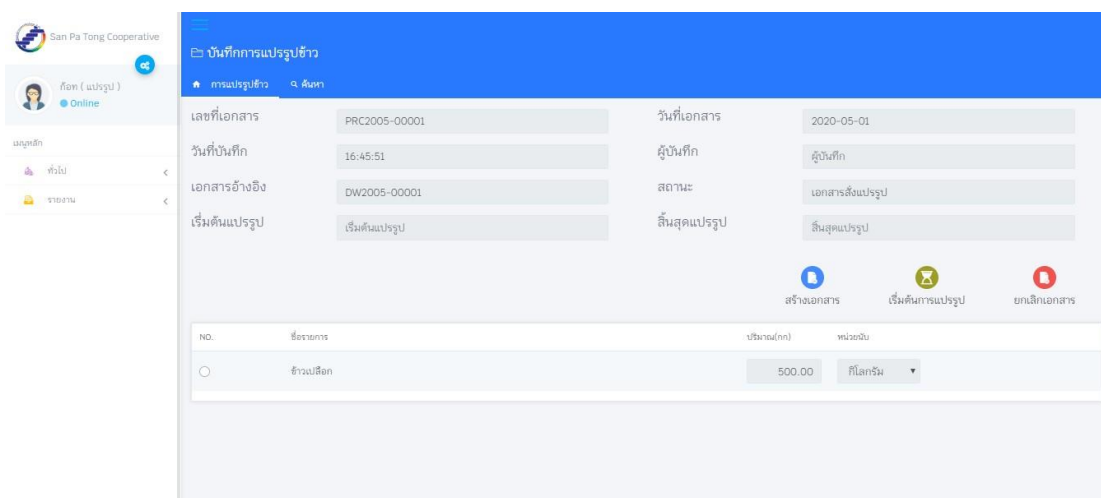 San Pa Tong Cooperative
ก๊อท ( แปรรูป )
Online
เมนูหลัก
ทั่วไป
รายงาน
บันทึกการแปรรูปข้าว
การแปรรูปข้าว ค้นหา
เลขที่เอกสาร PRC2005-00001 วันที่เอกสาร 2020-05-01
วันที่บันทึก 16:45:51 ผู้บันทึก ผู้บันทึก
เอกสารอ้างอิง DW2005-00001 สถานะ เอกสารสั่งแปรรูป
เริ่มต้นแปรรูป เริ่มต้นแปรรูป สิ้นสุดแปรรูป สิ้นสุดแปรรูป
สร้างเอกสาร เริ่มต้นการแปรรูป ยกเลิกเอกสาร
NO. ชื่อรายการ ปริมาณ(กก) หน่วยนับ
ข้าวเปลือก 500.00 กิโลกรัม